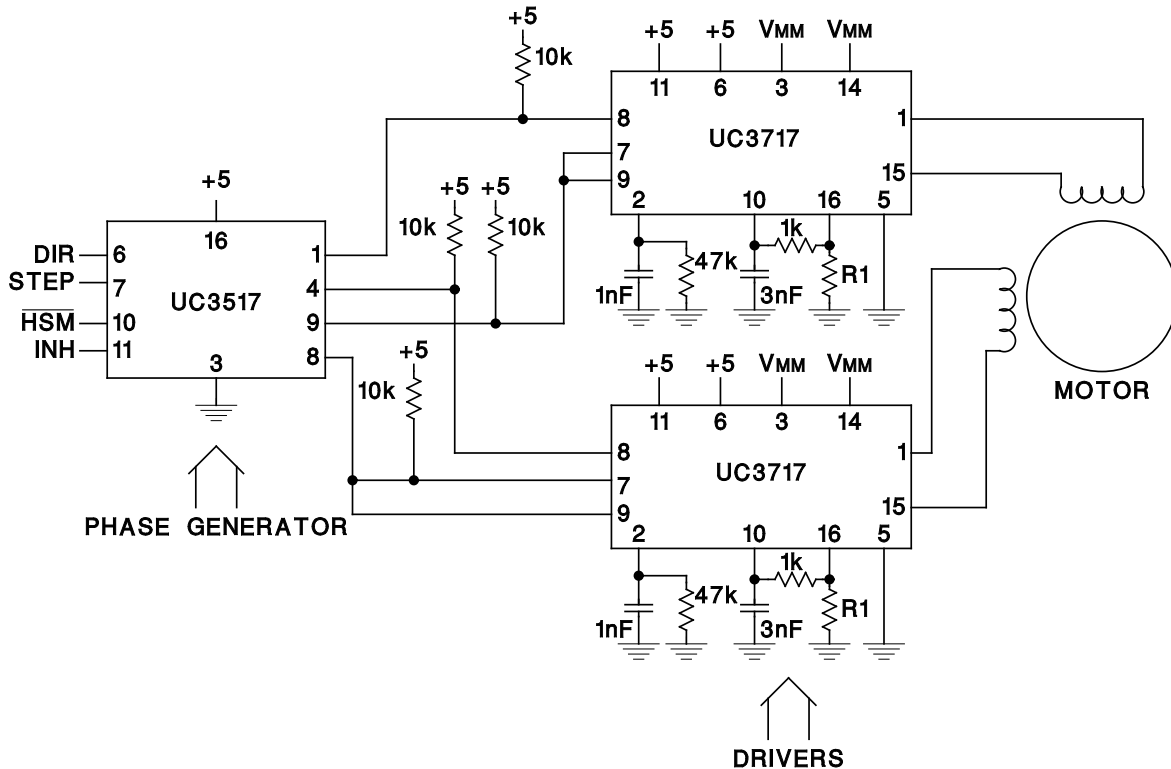 +5
10k
+5 +5 VMM VMM
11 6 3 14
8 1
UC3717
7
9 15
2 10 16 5
1k
47k R1
1nF 3nF
+5 +5
10k 10k
+5
16
DIR 6 1
STEP 7 4
UC3517
HSM 10 9
INH 11 8
3
+5
10k
PHASE GENERATOR
+5 +5 VMM VMM
11 6 3 14
8 1
UC3717
7
9 15
2 10 16 5
1k
47k R1
1nF 3nF
MOTOR
DRIVERS